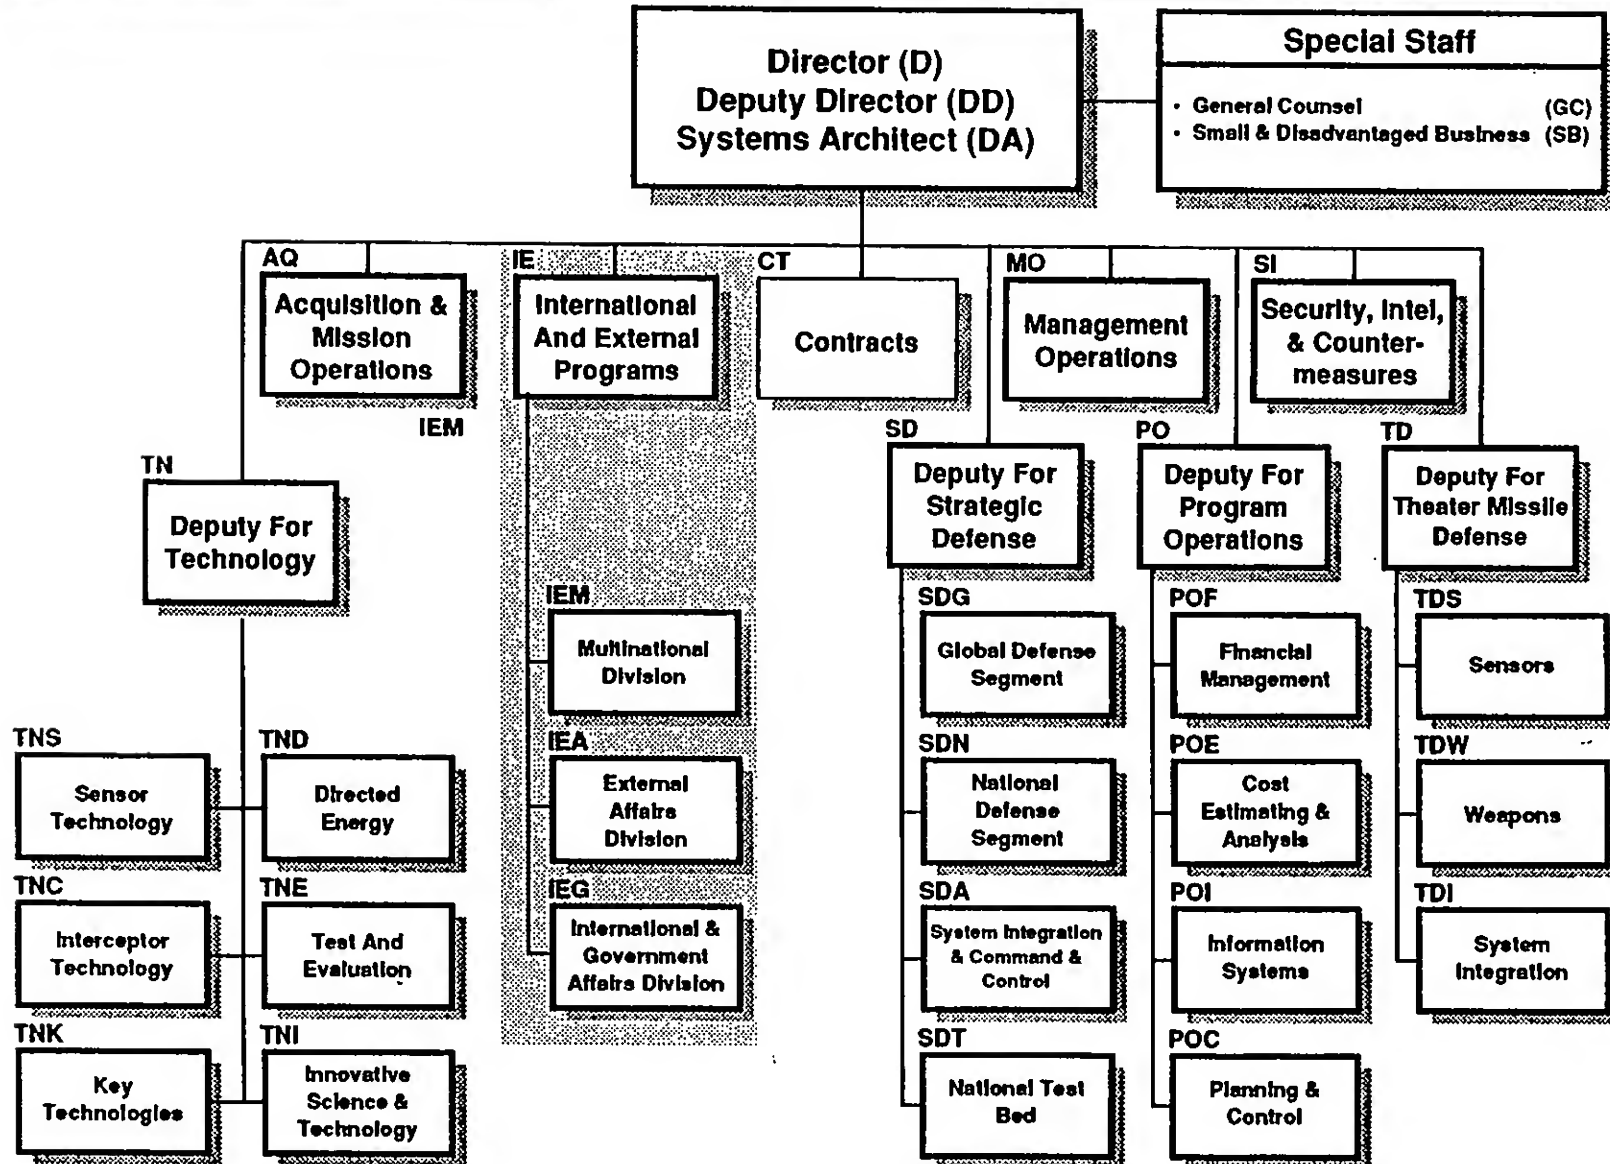 Director (D)
Deputy Director (DD)
Systems Architect (DA)
Special Staff
• General Counsel (GC)
• Small & Disadvantaged Business (SB)
AQ
Acquisition &
Mission
Operations
IEM
IE
International
And External
Programs
CT
Contracts
MO
Management
Operations
SI
Security, Intel,
& Counter-
measures
TN
Deputy For
Technology
SD
Deputy For
Strategic
Defense
PO
Deputy For
Program
Operations
TD
Deputy For
Theater Missile
Defense
TNS
Sensor
Technology
TND
Directed
Energy
TNC
Interceptor
Technology
TNE
Test And
Evaluation
TNK
Key
Technologies
TNI
Innovative
Science &
Technology
IEM
Multinational
Division
IEA
External
Affairs
Division
IEG
International &
Government
Affairs Division
SDG
Global Defense
Segment
SDN
National
Defense
Segment
SDA
System Integration
& Command &
Control
SDT
National Test
Bed
POF
Financial
Management
POE
Cost
Estimating &
Analysis
POI
Information
Systems
POC
Planning &
Control
TDS
Sensors
TDW
Weapons
TDI
System
Integration